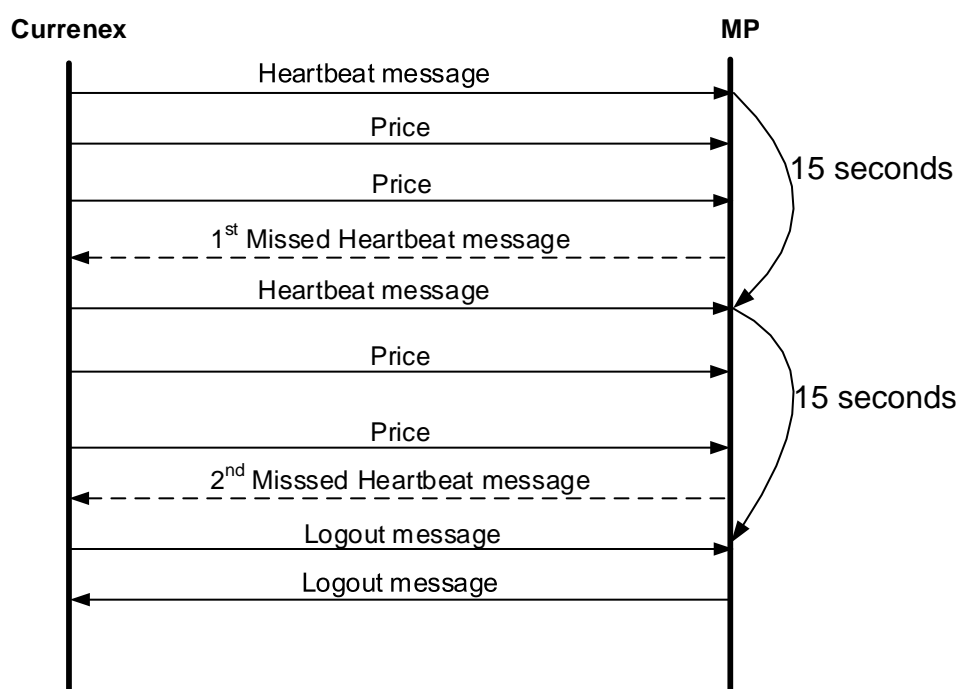 Currenex MP
Heartbeat message
Price
15 seconds
Price
1st Missed Heartbeat message
Heartbeat message
Price
15 seconds
Price
2nd Misssed Heartbeat message
Logout message
Logout message